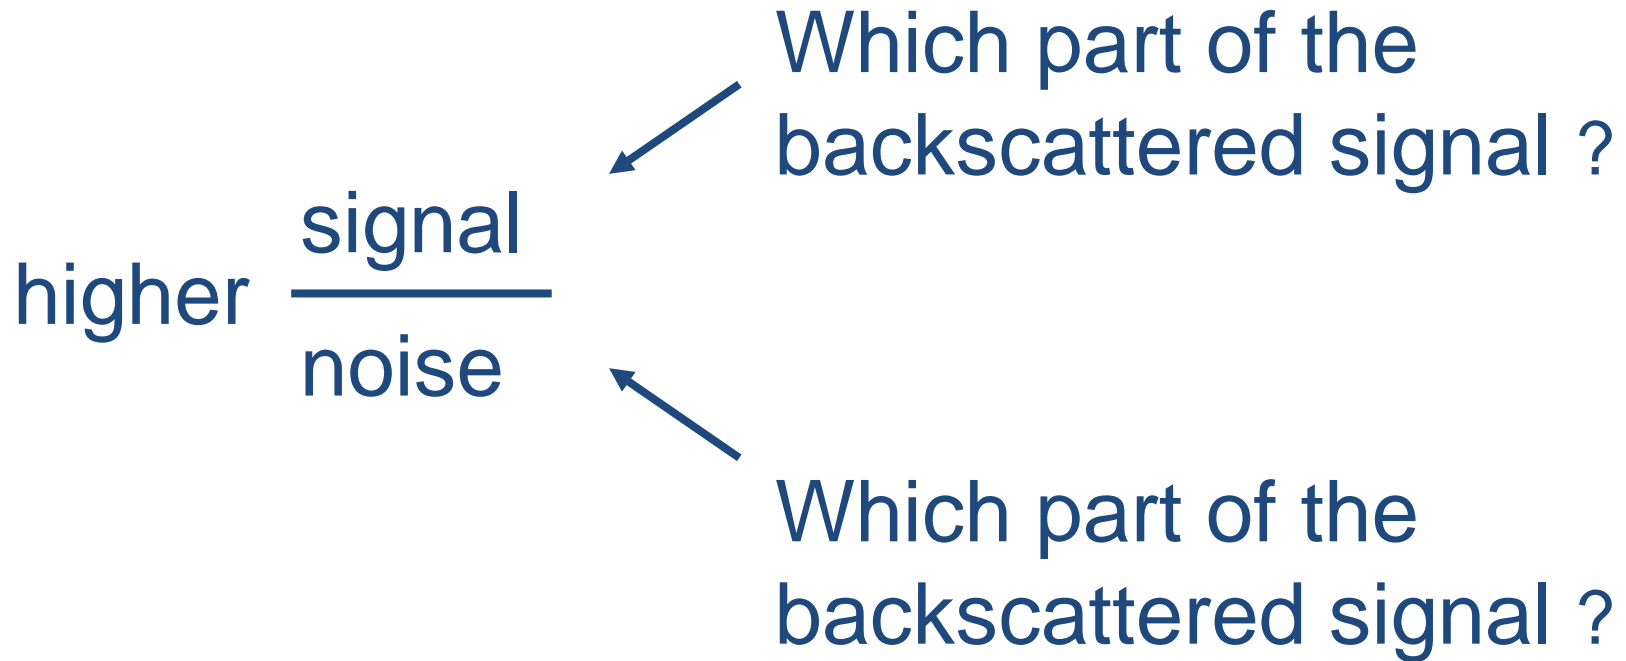 Which part of the
backscattered signal ?
signal
higher
noise
Which part of the
backscattered signal ?